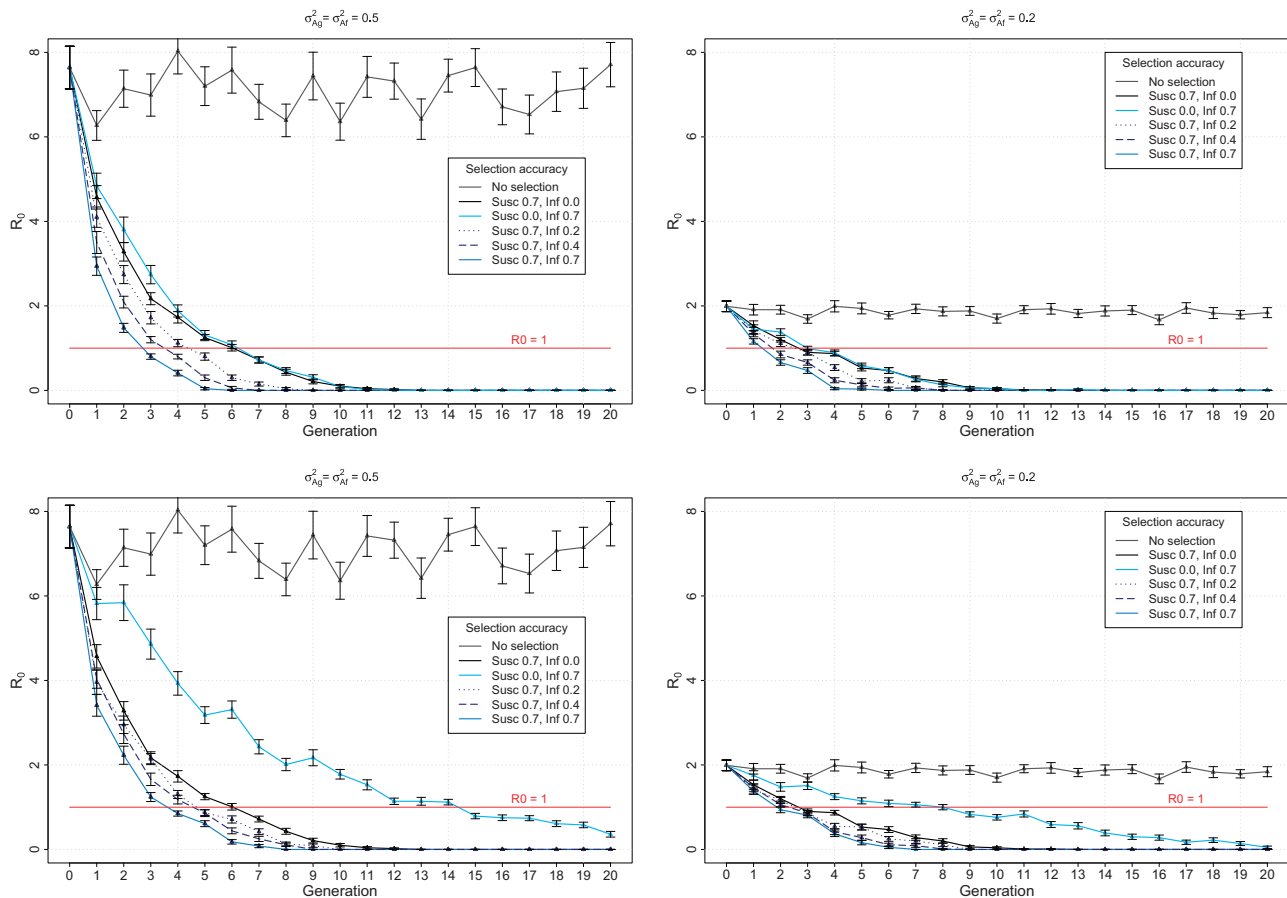 σ²Ag = σ²Af = 0.5
8
6
4
2
0
R0
Selection accuracy
No selection
Susc 0.7, Inf 0.0
Susc 0.0, Inf 0.7
Susc 0.7, Inf 0.2
Susc 0.7, Inf 0.4
Susc 0.7, Inf 0.7
R0 = 1
0 1 2 3 4 5 6 7 8 9 10 11 12 13 14 15 16 17 18 19 20
Generation
σ²Ag = σ²Af = 0.2
8
6
4
2
0
R0
Selection accuracy
No selection
Susc 0.7, Inf 0.0
Susc 0.0, Inf 0.7
Susc 0.7, Inf 0.2
Susc 0.7, Inf 0.4
Susc 0.7, Inf 0.7
R0 = 1
0 1 2 3 4 5 6 7 8 9 10 11 12 13 14 15 16 17 18 19 20
Generation
σ²Ag = σ²Af = 0.5
8
6
4
2
0
R0
Selection accuracy
No selection
Susc 0.7, Inf 0.0
Susc 0.0, Inf 0.7
Susc 0.7, Inf 0.2
Susc 0.7, Inf 0.4
Susc 0.7, Inf 0.7
R0 = 1
0 1 2 3 4 5 6 7 8 9 10 11 12 13 14 15 16 17 18 19 20
Generation
σ²Ag = σ²Af = 0.2
8
6
4
2
0
R0
Selection accuracy
No selection
Susc 0.7, Inf 0.0
Susc 0.0, Inf 0.7
Susc 0.7, Inf 0.2
Susc 0.7, Inf 0.4
Susc 0.7, Inf 0.7
R0 = 1
0 1 2 3 4 5 6 7 8 9 10 11 12 13 14 15 16 17 18 19 20
Generation